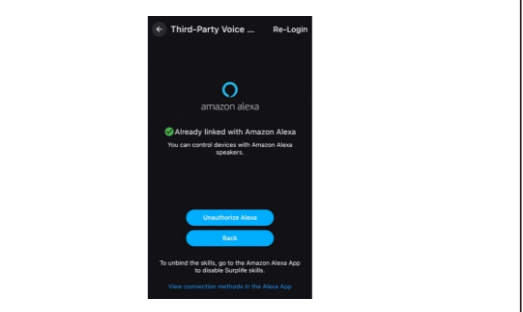 Third-Party Voice ... Re-Login
amazon alexa
Already linked with Amazon Alexa
You can control devices with Amazon Alexa
speakers.
Unauthorize Alexa
Back
To unbind the skills, go to the Amazon Alexa App
to disable Surplife skills.
View connection methods in the Alexa App